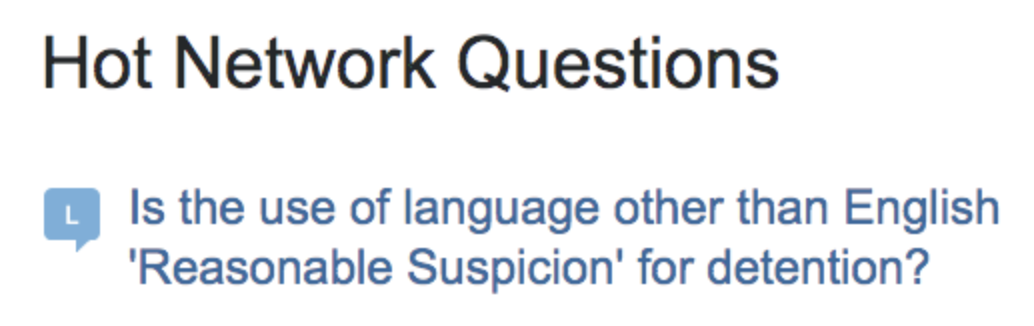 Hot Network Questions
L
Is the use of language other than English
'Reasonable Suspicion' for detention?